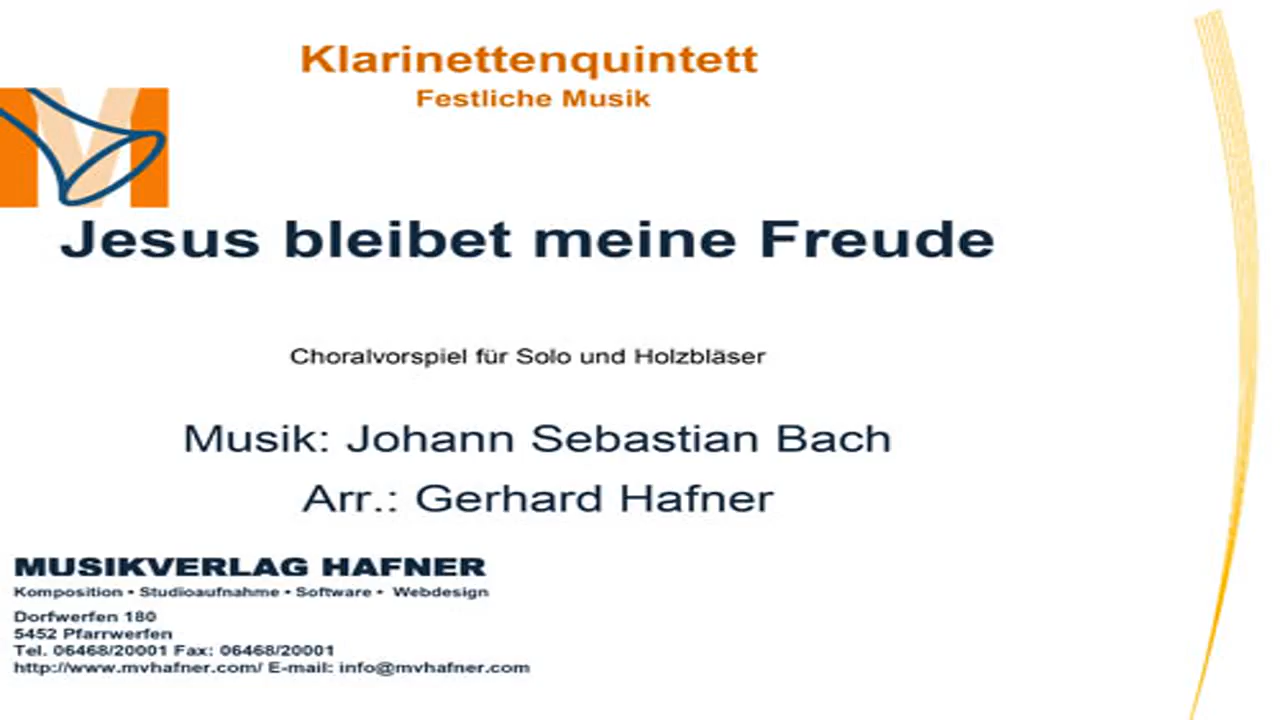 Klarinettenquintett
Festliche Musik
Jesus bleibet meine Freude
Choralvorspiel für Solo und Holzbläser
Musik: Johann Sebastian Bach
Arr.: Gerhard Hafner
MUSIKVERLAG HAFNER
Komposition • Studioaufnahme • Software • Webdesign
Dorfwerfen 180
5452 Pfarrwerfen
Tel. 06468/20001 Fax: 06468/20001
http://www.mvhafner.com/ E-mail: info@mvhafner.com